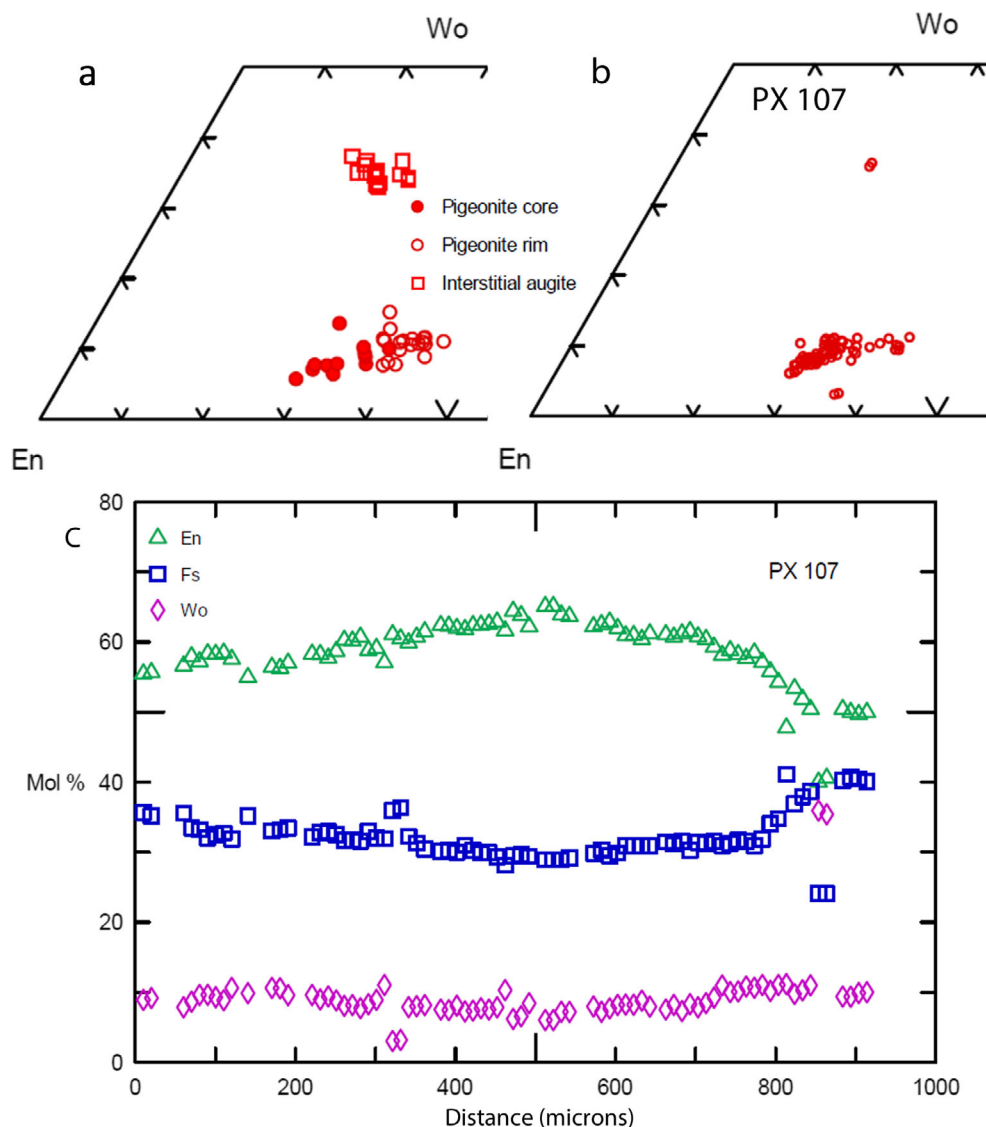 Wo
Wo
a
b
PX 107
Pigeonite core
Pigeonite rim
Interstitial augite
En
En
80
C
En
Fs
Wo
PX 107
60
Mol %
40
20
0
0
200
400
600
800
1000
Distance (microns)